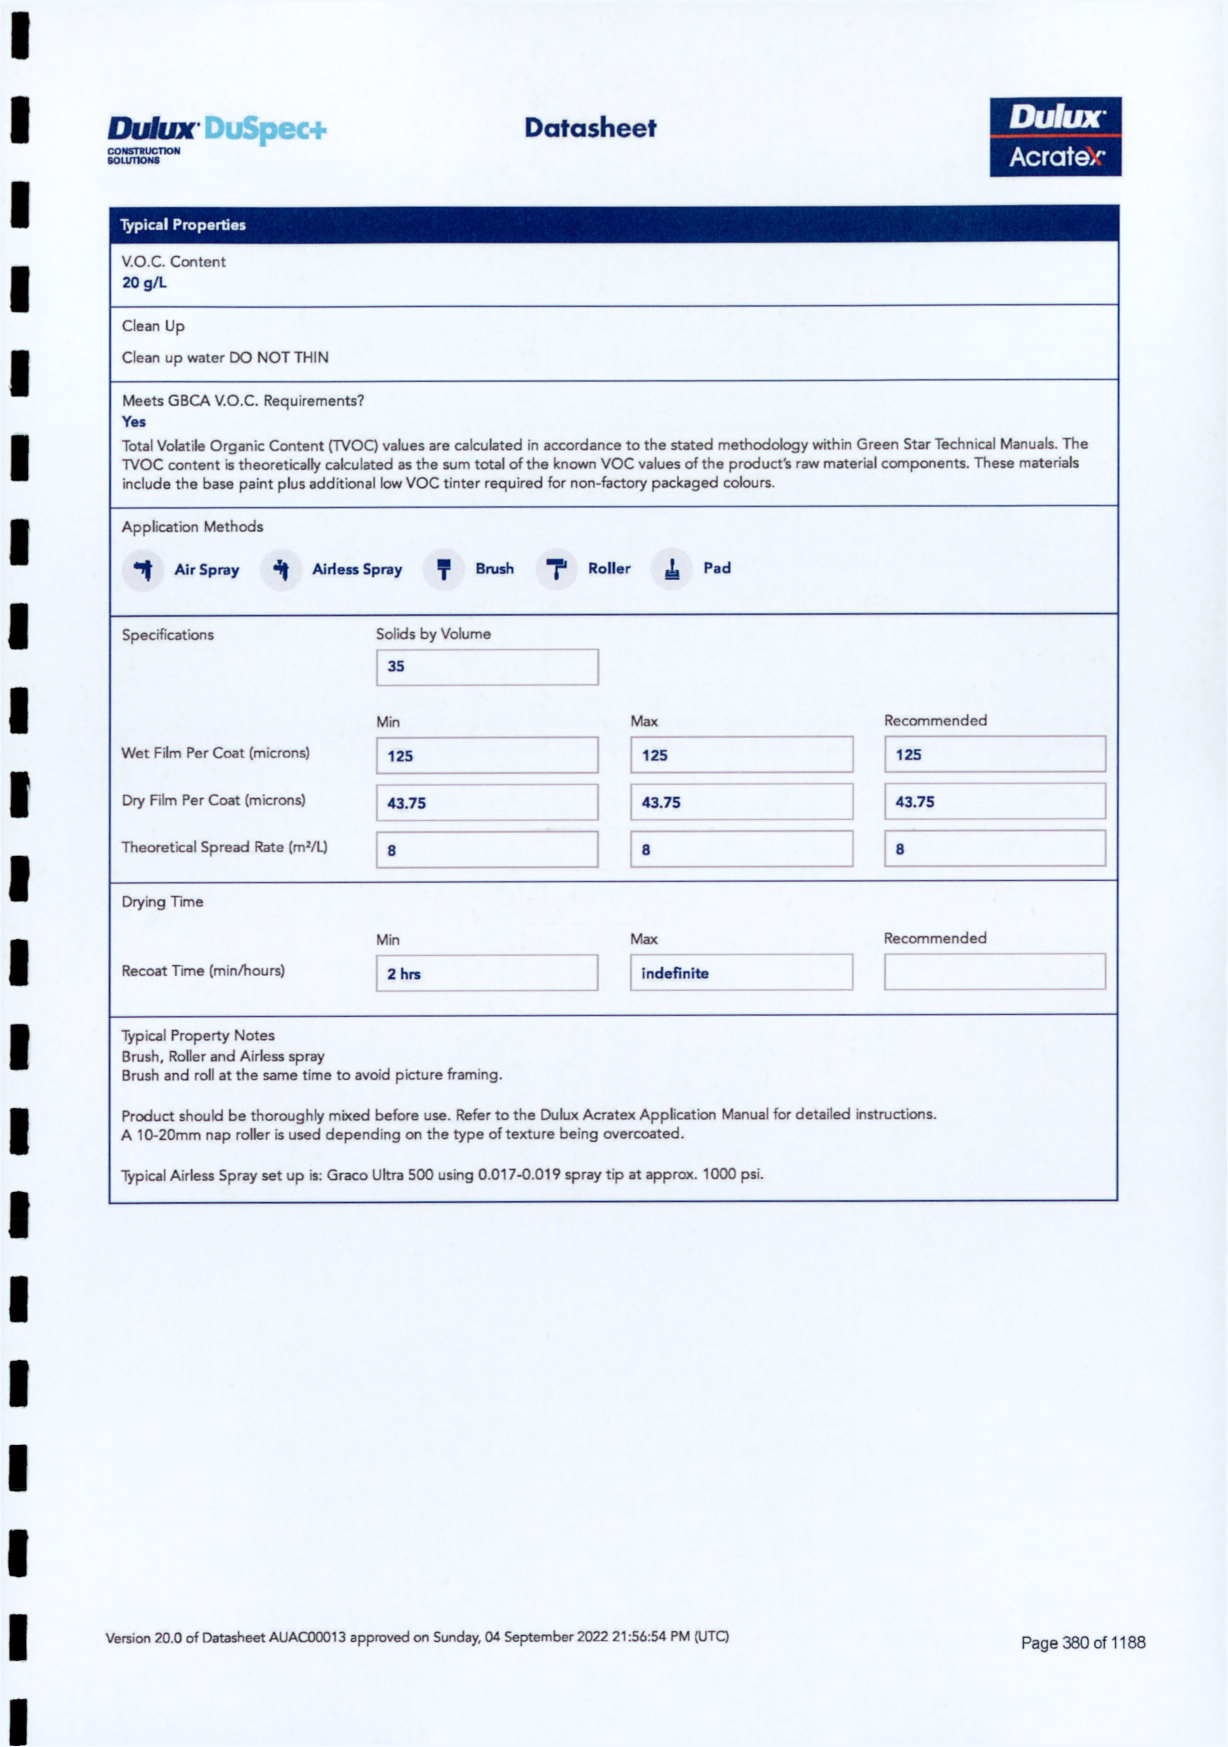 Dulux DuSpec+
CONSTRUCTION
SOLUTIONS
Datasheet
Dulux
Acratex
Typical Properties
V.O.C. Content
20 g/L
Clean Up
Clean up water DO NOT THIN
Meets GBCA V.O.C. Requirements?
Yes
Total Volatile Organic Content (TVOC) values are calculated in accordance to the stated methodology within Green Star Technical Manuals. The
TVOC content is theoretically calculated as the sum total of the known VOC values of the product's raw material components. These materials
include the base paint plus additional low VOC tinter required for non-factory packaged colours.
Application Methods
Air Spray Airless Spray Brush Roller Pad
Specifications Solids by Volume
35
Min Max Recommended
Wet Film Per Coat (microns) 125 125 125
Dry Film Per Coat (microns) 43.75 43.75 43.75
Theoretical Spread Rate (m²/L) 8 8 8
Drying Time
Min Max Recommended
Recoat Time (min/hours) 2 hrs indefinite
Typical Property Notes
Brush, Roller and Airless spray
Brush and roll at the same time to avoid picture framing.
Product should be thoroughly mixed before use. Refer to the Dulux Acratex Application Manual for detailed instructions.
A 10-20mm nap roller is used depending on the type of texture being overcoated.
Typical Airless Spray set up is: Graco Ultra 500 using 0.017-0.019 spray tip at approx. 1000 psi.
Version 20.0 of Datasheet AUAC00013 approved on Sunday, 04 September 2022 21:56:54 PM (UTC)
Page 380 of 1188